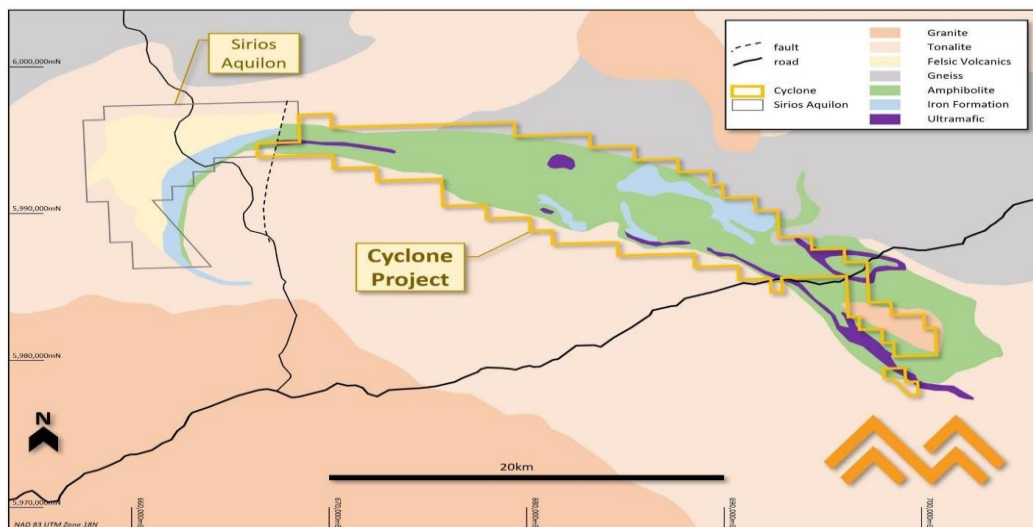 Sirios
Aquilon
6,000,000mN
fault
road
Cyclone
Sirios Aquilon
Granite
Tonalite
Felsic Volcanics
Gneiss
Amphibolite
Iron Formation
Ultramafic
5,990,000mN
Cyclone
Project
5,980,000mN
N
20km
5,970,000mN
660,000mE
670,000mE
680,000mE
690,000mE
700,000mE
NAD 83 UTM Zone 18N